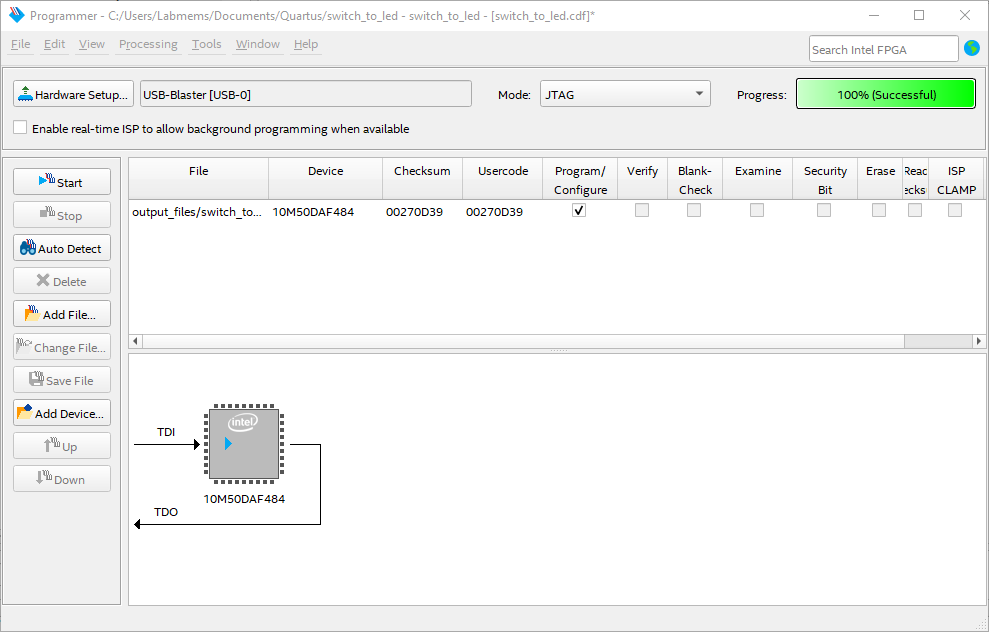 Programmer - C:/Users/Labmems/Documents/Quartus/switch_to_led - switch_to_led - [switch_to_led.cdf]*
File Edit View Processing Tools Window Help
Search Intel FPGA
Hardware Setup... USB-Blaster [USB-0] Mode: JTAG Progress: 100% (Successful)
Enable real-time ISP to allow background programming when available
Start
Stop
Auto Detect
Delete
Add File...
Change File...
Save File
Add Device...
Up
Down
File Device Checksum Usercode Program/ Verify Blank- Examine Security Erase ISP
Configure Check Bit CLAMP
output_files/switch_to... 10M50DAF484 00270D39 00270D39
intel
TDI
10M50DAF484
TDO